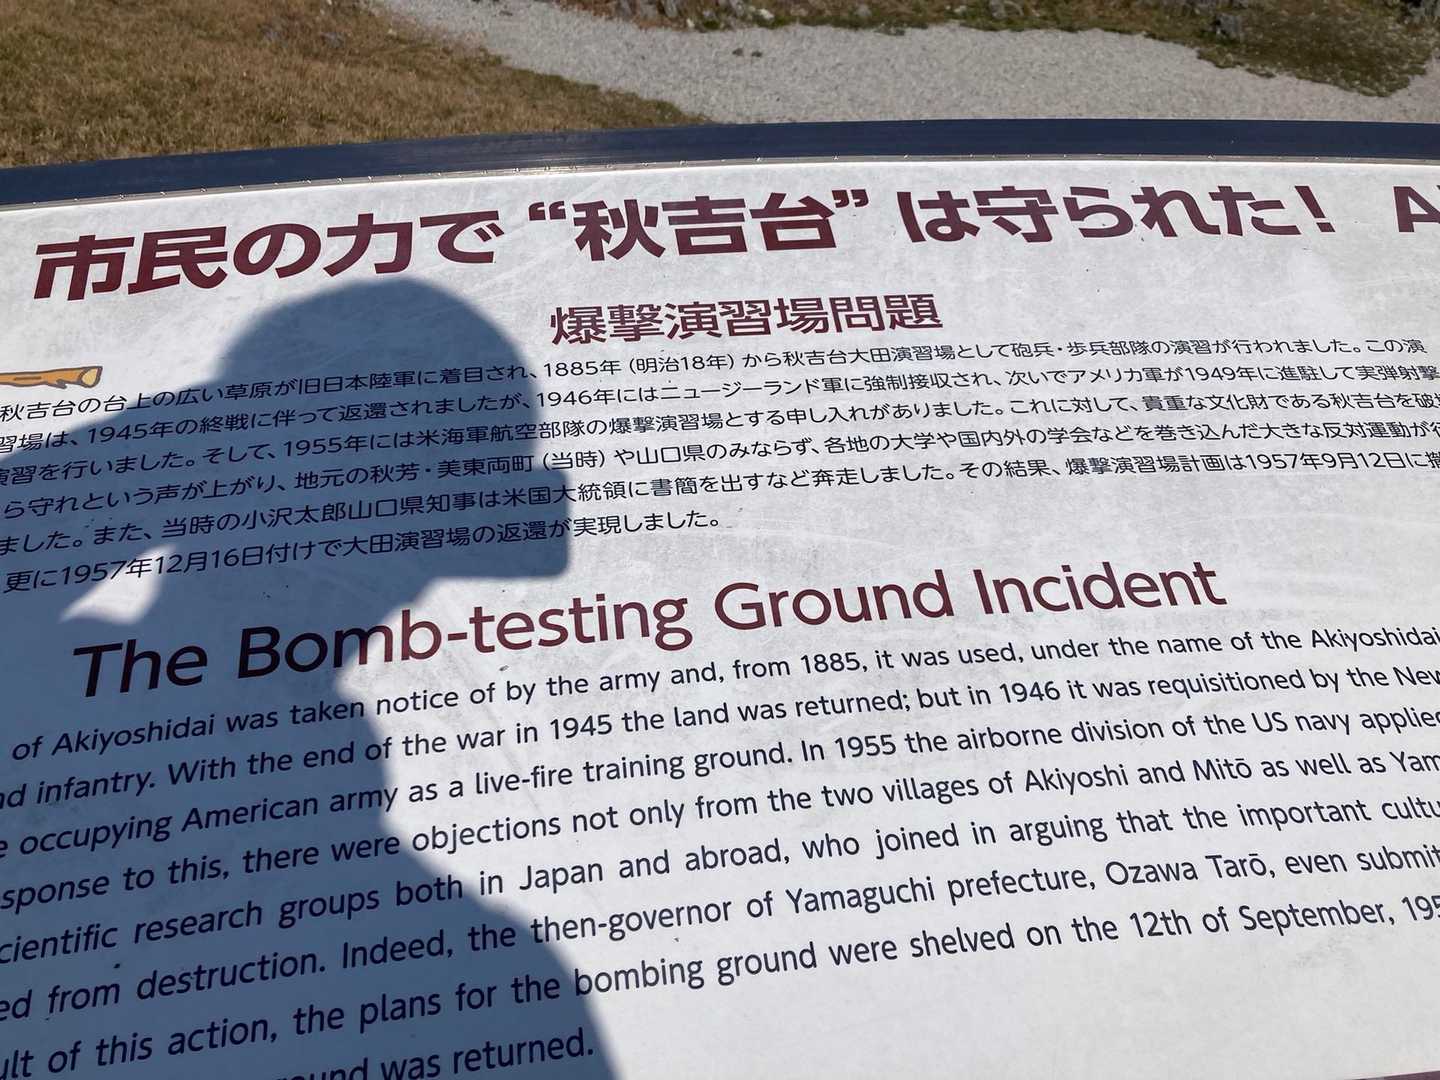 市民の力で“秋吉台”は守られた！ A
爆撃演習場問題
秋吉台の台上の広い草原が旧日本陸軍に着目され、1885年（明治18年）から秋吉台大田演習場として砲兵・歩兵部隊の演習が行われました。この演
習場は、1945年の終戦に伴って返還されましたが、1946年にはニュージーランド軍に強制接収され、次いでアメリカ軍が1949年に進駐して実弾射撃
演習を行いました。そして、1955年には米海軍航空部隊の爆撃演習場とする申し入れがありました。これに対して、貴重な文化財である秋吉台を破壊
ら守れという声が上がり、地元の秋芳・美東両町（当時）や山口県のみならず、各地の大学や国内外の学会などを巻き込んだ大きな反対運動が行
ました。また、当時の小沢太郎山口県知事は米国大統領に書簡を出すなど奔走しました。その結果、爆撃演習場計画は1957年9月12日に撤
更に1957年12月16日付けで大田演習場の返還が実現しました。
The Bomb-testing Ground Incident
of Akiyoshidai was taken notice of by the army and, from 1885, it was used, under the name of the Akiyoshidai
nd infantry. With the end of the war in 1945 the land was returned; but in 1946 it was requisitioned by the New
e occupying American army as a live-fire training ground. In 1955 the airborne division of the US navy applied
sponse to this, there were objections not only from the two villages of Akiyoshi and Mitō as well as Yam
cientific research groups both in Japan and abroad, who joined in arguing that the important cultu
ed from destruction. Indeed, the then-governor of Yamaguchi prefecture, Ozawa Tarō, even submit
ult of this action, the plans for the bombing ground were shelved on the 12th of September, 195
ound was returned.